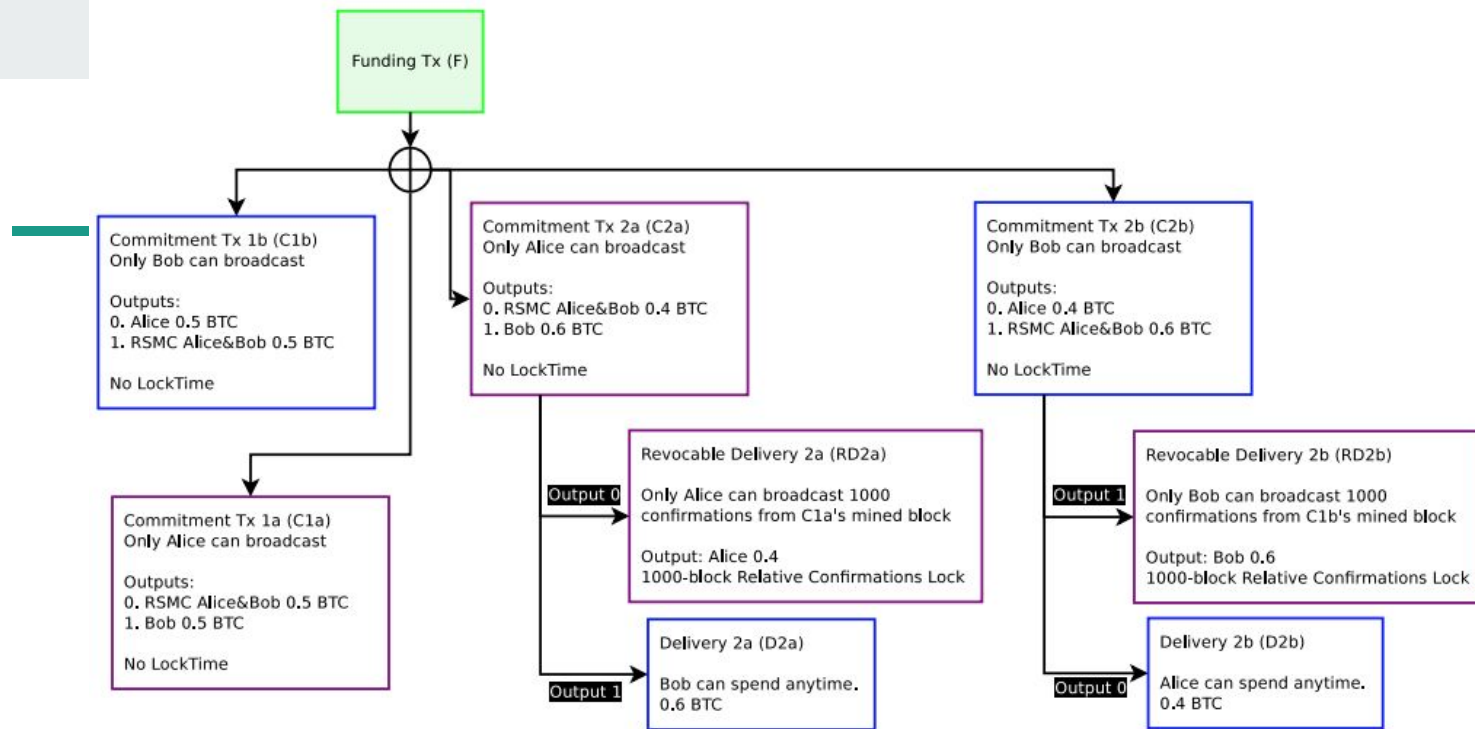 Funding Tx (F)
Commitment Tx 1b (C1b)
Only Bob can broadcast
Outputs:
0. Alice 0.5 BTC
1. RSMC Alice&Bob 0.5 BTC
No LockTime
Commitment Tx 2a (C2a)
Only Alice can broadcast
Outputs:
0. RSMC Alice&Bob 0.4 BTC
1. Bob 0.6 BTC
No LockTime
Commitment Tx 2b (C2b)
Only Bob can broadcast
Outputs:
0. Alice 0.4 BTC
1. RSMC Alice&Bob 0.6 BTC
No LockTime
Commitment Tx 1a (C1a)
Only Alice can broadcast
Outputs:
0. RSMC Alice&Bob 0.5 BTC
1. Bob 0.5 BTC
No LockTime
Output 0
Revocable Delivery 2a (RD2a)
Only Alice can broadcast 1000
confirmations from C1a's mined block
Output: Alice 0.4
1000-block Relative Confirmations Lock
Output 1
Delivery 2a (D2a)
Bob can spend anytime.
0.6 BTC
Output 1
Revocable Delivery 2b (RD2b)
Only Bob can broadcast 1000
confirmations from C1b's mined block
Output: Bob 0.6
1000-block Relative Confirmations Lock
Output 0
Delivery 2b (D2b)
Alice can spend anytime.
0.4 BTC